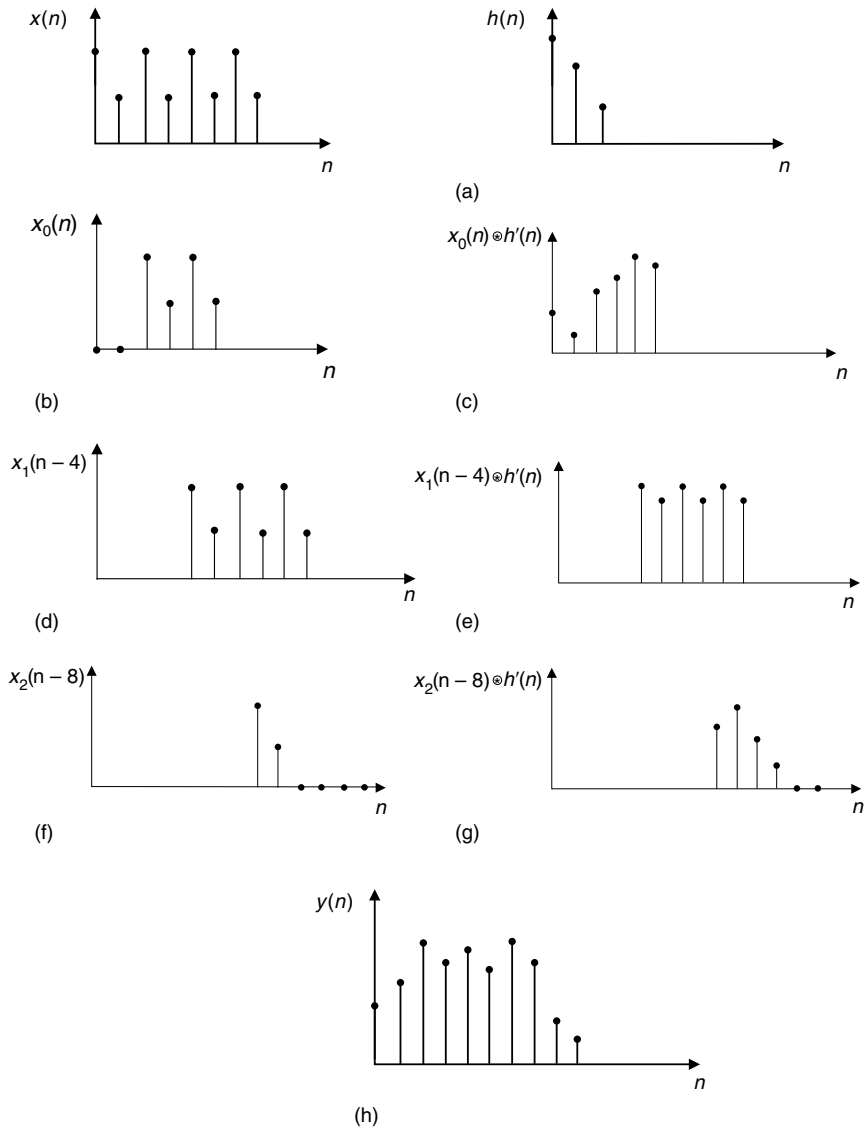 x(n) h(n)
n n
(a)
x₀(n) x₀(n) ⊛ h′(n)
n n
(b) (c)
x₁(n – 4) x₁(n – 4) ⊛ h′(n)
n n
(d) (e)
x₂(n – 8) x₂(n – 8) ⊛ h′(n)
n n
(f) (g)
y(n)
n
(h)